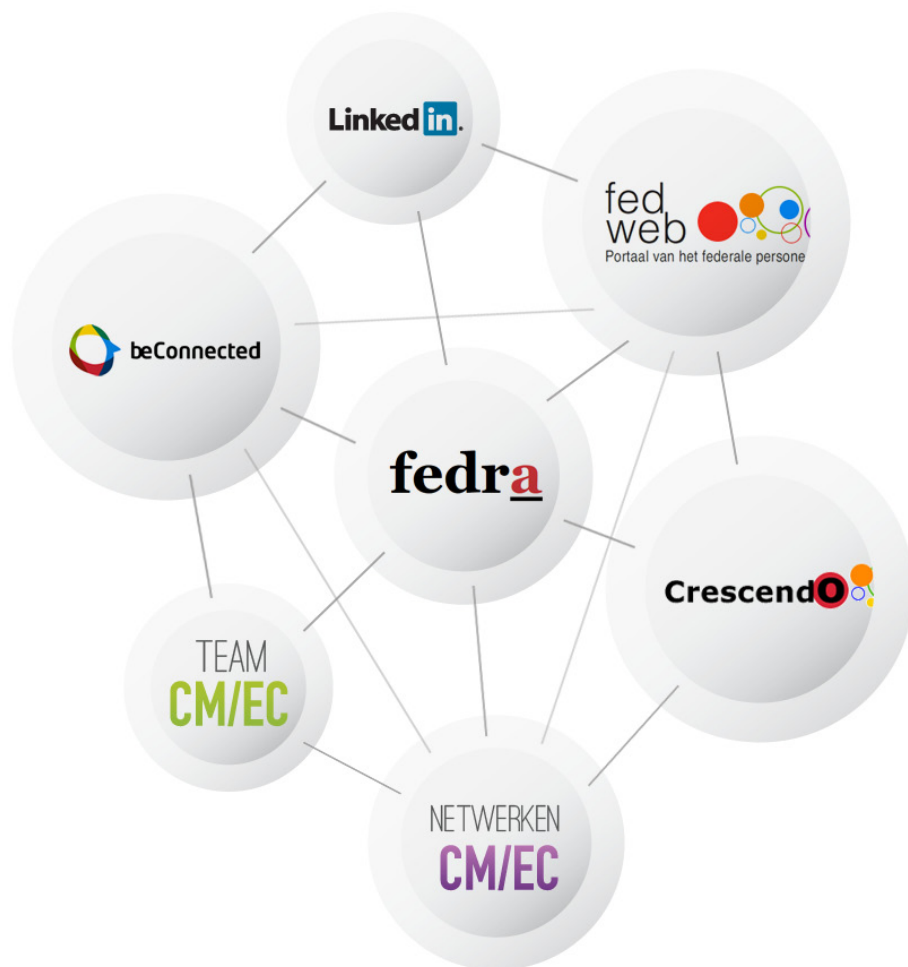 Linked in.
fed
web
Portaal van het federale persone
beConnected
fedra
CrescendO
TEAM
CM/EC
NETWERKEN
CM/EC